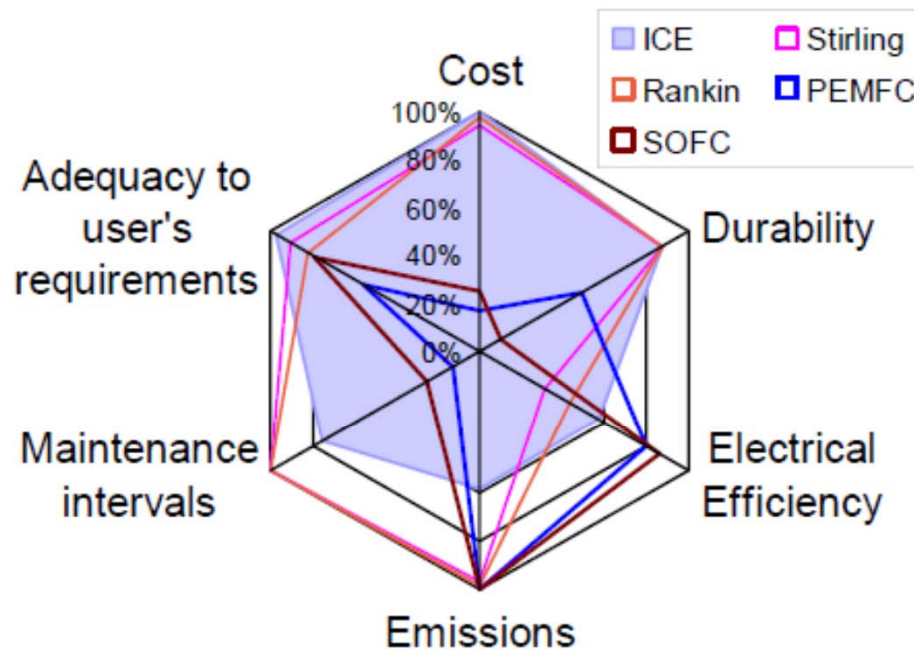 ICE
Stirling
Rankin
PEMFC
SOFC
Cost
100%
80%
60%
40%
20%
0%
Adequacy to
user's
requirements
Durability
Maintenance
intervals
Electrical
Efficiency
Emissions